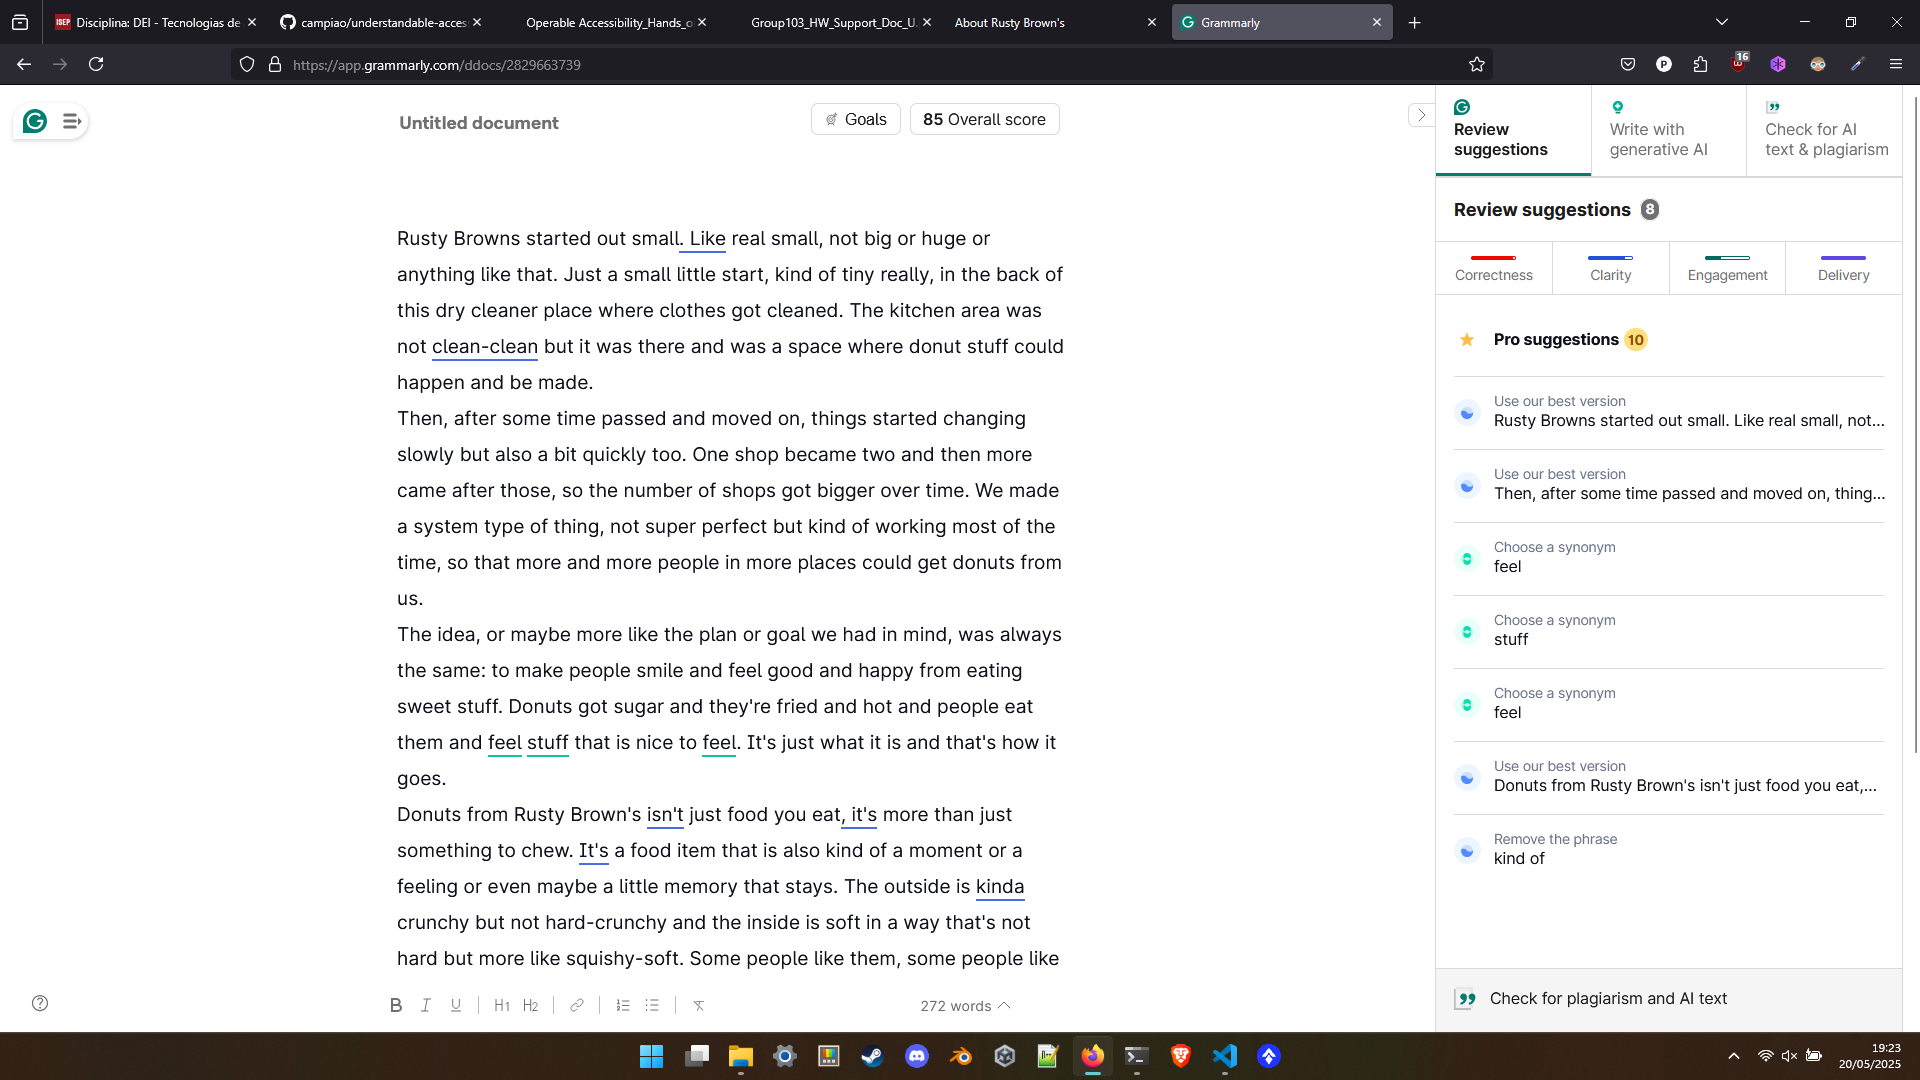 Disciplina: DEI - Tecnologias de
campiao/understandable-acces
Operable Accessibility_Hands_o
Group103_HW_Support_Doc_U
About Rusty Brown's
Grammarly
https://app.grammarly.com/ddocs/2829663739
16
Untitled document
Goals
85 Overall score
Rusty Browns started out small. Like real small, not big or huge or
anything like that. Just a small little start, kind of tiny really, in the back of
this dry cleaner place where clothes got cleaned. The kitchen area was
not clean-clean but it was there and was a space where donut stuff could
happen and be made.
Then, after some time passed and moved on, things started changing
slowly but also a bit quickly too. One shop became two and then more
came after those, so the number of shops got bigger over time. We made
a system type of thing, not super perfect but kind of working most of the
time, so that more and more people in more places could get donuts from
us.
The idea, or maybe more like the plan or goal we had in mind, was always
the same: to make people smile and feel good and happy from eating
sweet stuff. Donuts got sugar and they're fried and hot and people eat
them and feel stuff that is nice to feel. It's just what it is and that's how it
goes.
Donuts from Rusty Brown's isn't just food you eat, it's more than just
something to chew. It's a food item that is also kind of a moment or a
feeling or even maybe a little memory that stays. The outside is kinda
crunchy but not hard-crunchy and the inside is soft in a way that's not
hard but more like squishy-soft. Some people like them, some people like
B I U H1 H2
272 words
Review
suggestions
Write with
generative AI
Check for AI
text & plagiarism
Review suggestions 8
Correctness
Clarity
Engagement
Delivery
Pro suggestions 10
Use our best version
Rusty Browns started out small. Like real small, not...
Use our best version
Then, after some time passed and moved on, thing...
Choose a synonym
feel
Choose a synonym
stuff
Choose a synonym
feel
Use our best version
Donuts from Rusty Brown's isn't just food you eat,...
Remove the phrase
kind of
Check for plagiarism and AI text
19:23
20/05/2025